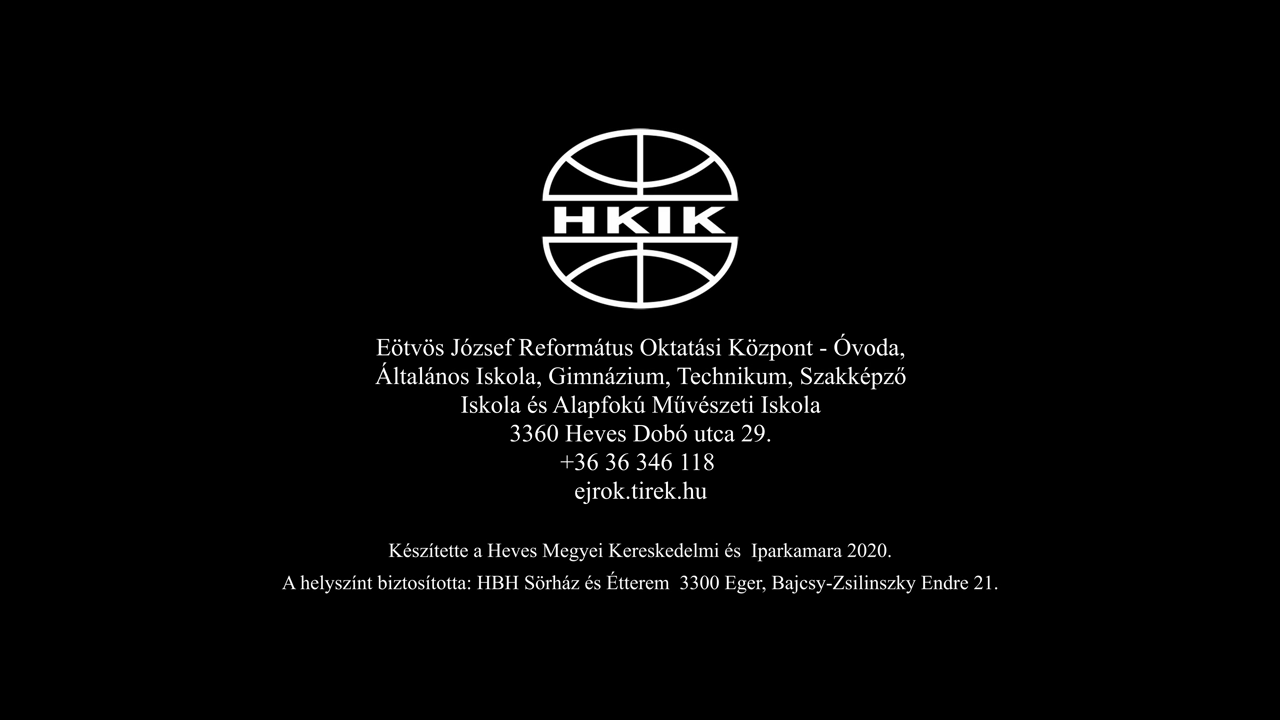 HKIK
Eötvös József Református Oktatási Központ - Óvoda,
Általános Iskola, Gimnázium, Technikum, Szakképző
Iskola és Alapfokú Művészeti Iskola
3360 Heves Dobó utca 29.
+36 36 346 118
ejrok.tirek.hu
Készítette a Heves Megyei Kereskedelmi és  Iparkamara 2020.
A helyszínt biztosította: HBH Sörház és Étterem  3300 Eger, Bajcsy-Zsilinszky Endre 21.